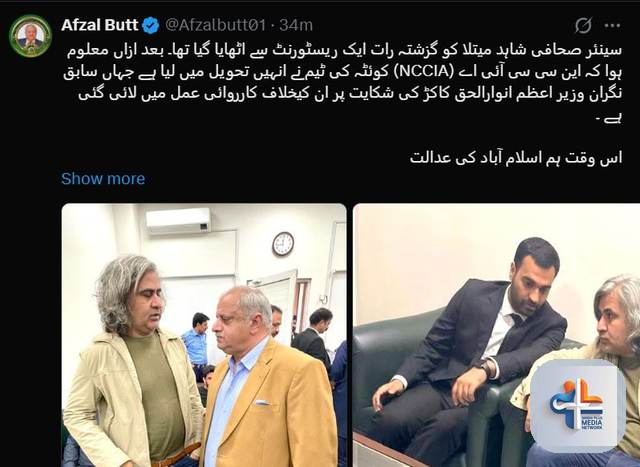 Afzal Butt @Afzalbutt01 · 34m
سینئر صحافی شاہد میتلا کو گزشتہ رات ایک ریسٹورنٹ سے اٹھایا گیا تھا۔ بعد ازاں معلوم
ہوا کہ این سی سی آئی اے (NCCIA) کوئٹہ کی ٹیم نے انہیں تحویل میں لیا ہے جہاں سابق
نگران وزیر اعظم انوارالحق کاکڑ کی شکایت پر ان کیخلاف کارروائی عمل میں لائی گئی
ہے ۔
اس وقت ہم اسلام آباد کی عدالت
Show more
MEDIA
NETWORK